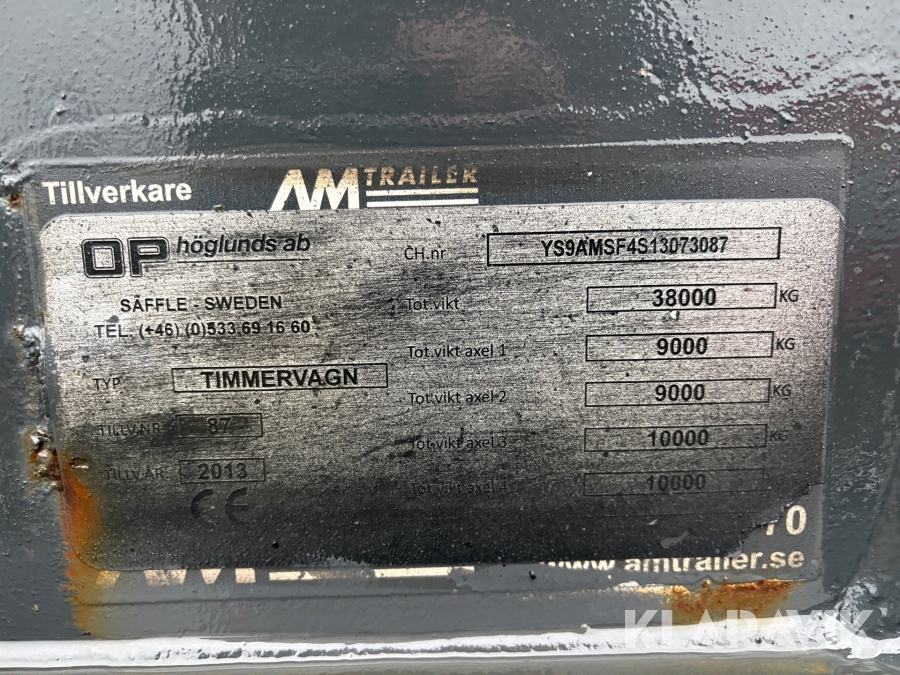 Tillverkare AM TRAILER
OP höglunds ab
SÄFFLE - SWEDEN
TEL. (+46) (0)533 69 16 60
TYP TIMMERVAGN
TILLV.NR 87
TILLV.ÅR 2013
CE
CH.nr YS9AMSF4S13073087
Tot.vikt 38000 KG
Tot.vikt axel 1 9000 KG
Tot.vikt axel 2 9000 KG
Tot.vikt axel 3 10000 KG
Tot.vikt axel 4 10000
70
www.amtrailer.se
KLARAVIK